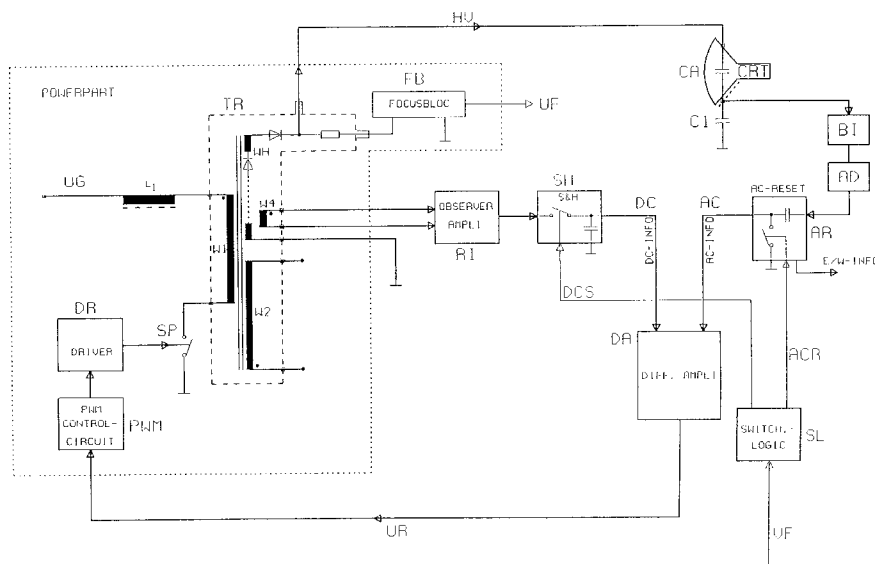 HV
POWERPART
TR
FB
FOCUSBLOC
UF
CA
CRT
C1
BI
AD
WH
UG
L1
W4
OBSERVER
AMPLI
R1
SH
S&H
DC
AC
AC-RESET
AR
E/W-INFO
W1
W2
DC-INFO
AC-INFO
DCS
ACR
DR
DRIVER
SP
DA
DIFF. AMPLI
PWM
CONTROL-
CIRCUIT
PWM
SWITCH.-
LOGIC
SL
UR
VF